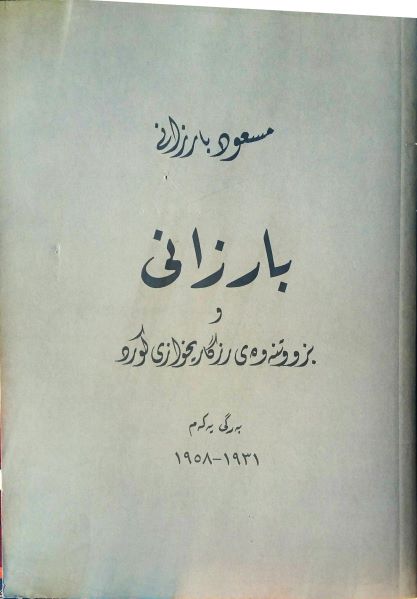 مسعود بارزانی
بارزانی
و
بزووتنەوەی رزگاریخوازی کورد
بەرگی یەکەم
١٩٣١-١٩٥٨